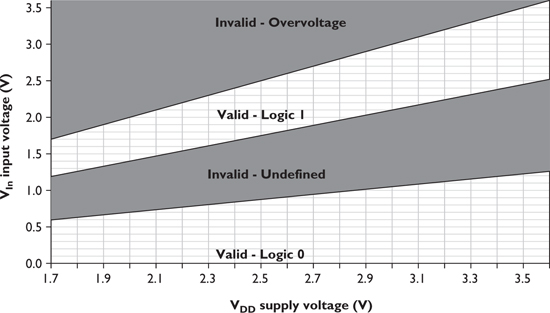 3.5
3.0
2.5
2.0
1.5
1.0
0.5
0.0
VIn input voltage (V)
Invalid - Overvoltage
Valid - Logic 1
Invalid - Undefined
Valid - Logic 0
1.7 1.9 2.1 2.3 2.5 2.7 2.9 3.1 3.3 3.5
VDD supply voltage (V)